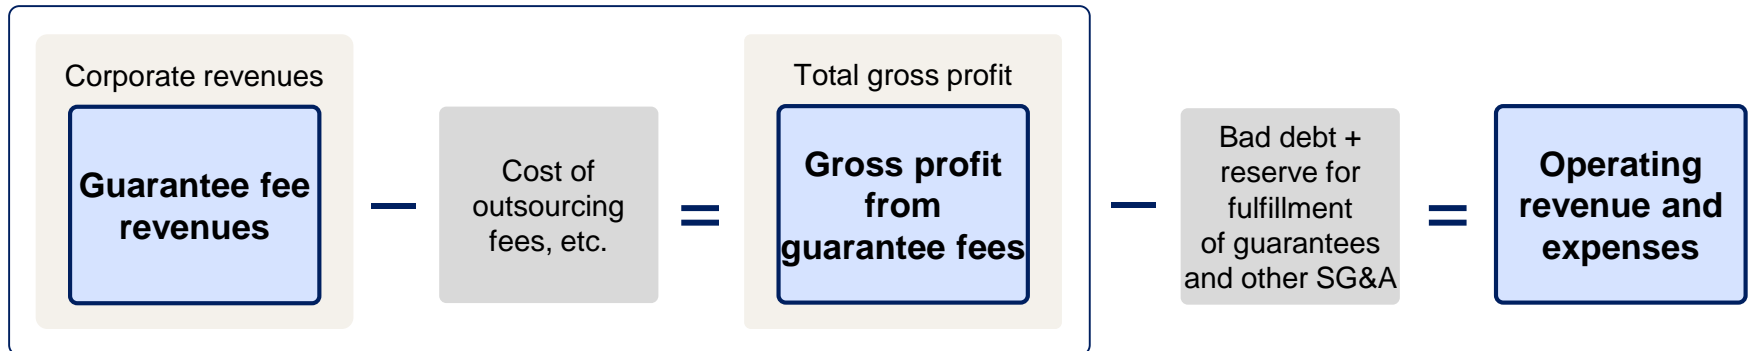 Corporate revenues
Guarantee fee
revenues
—
Cost of
outsourcing
fees, etc.
=
Total gross profit
Gross profit
from
guarantee fees
—
Bad debt +
reserve for
fulfillment
of guarantees
and other SG&A
=
Operating
revenue and
expenses